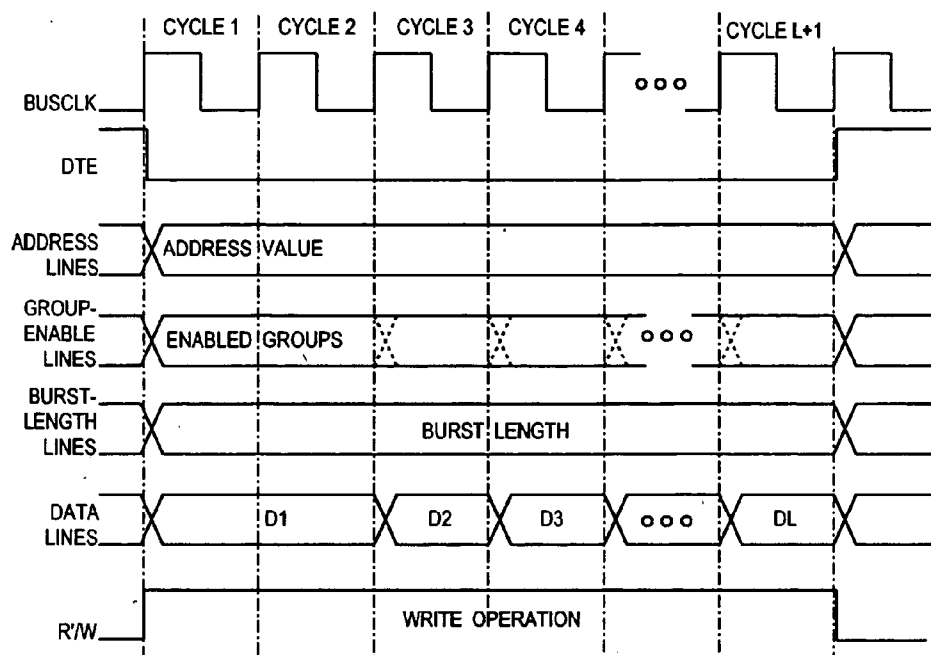 CYCLE 1 CYCLE 2 CYCLE 3 CYCLE 4 CYCLE L+1
BUSCLK
DTE
ADDRESS
LINES
ADDRESS VALUE
GROUP-
ENABLE
LINES
ENABLED GROUPS
BURST-
LENGTH
LINES
BURST LENGTH
DATA
LINES
D1 D2 D3 DL
R'/W
WRITE OPERATION